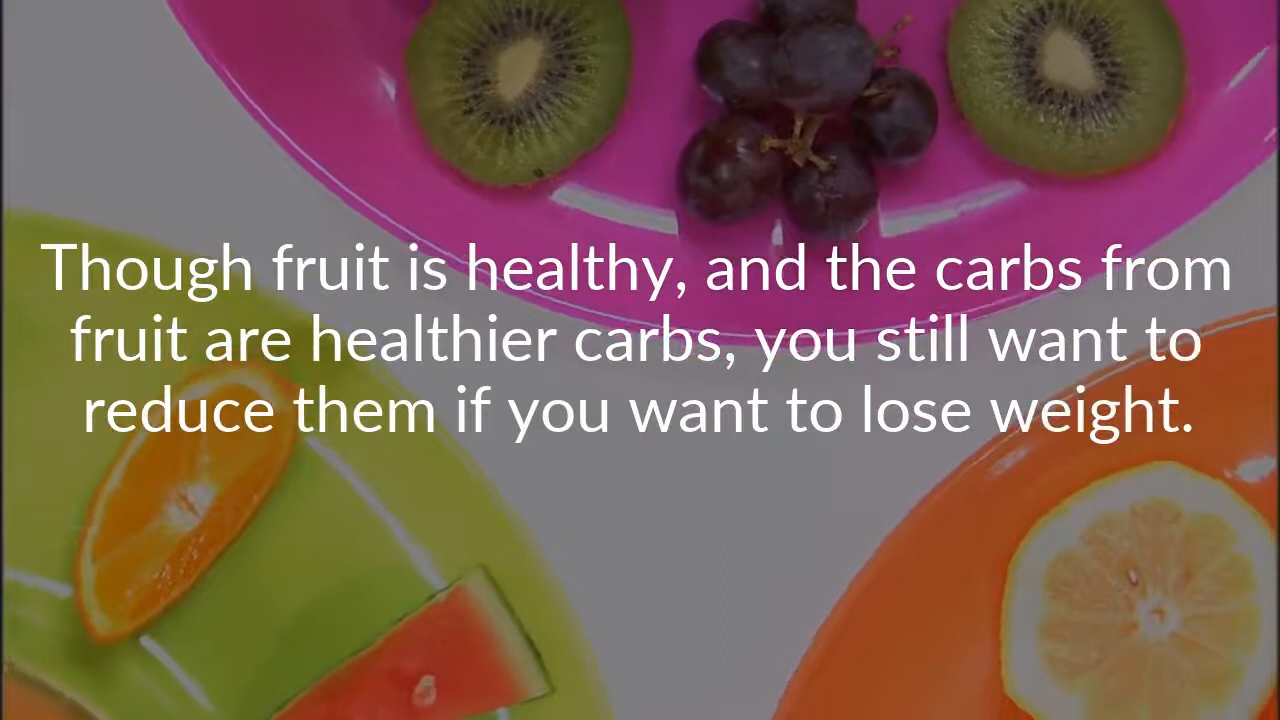 Though fruit is healthy, and the carbs from
fruit are healthier carbs, you still want to
reduce them if you want to lose weight.